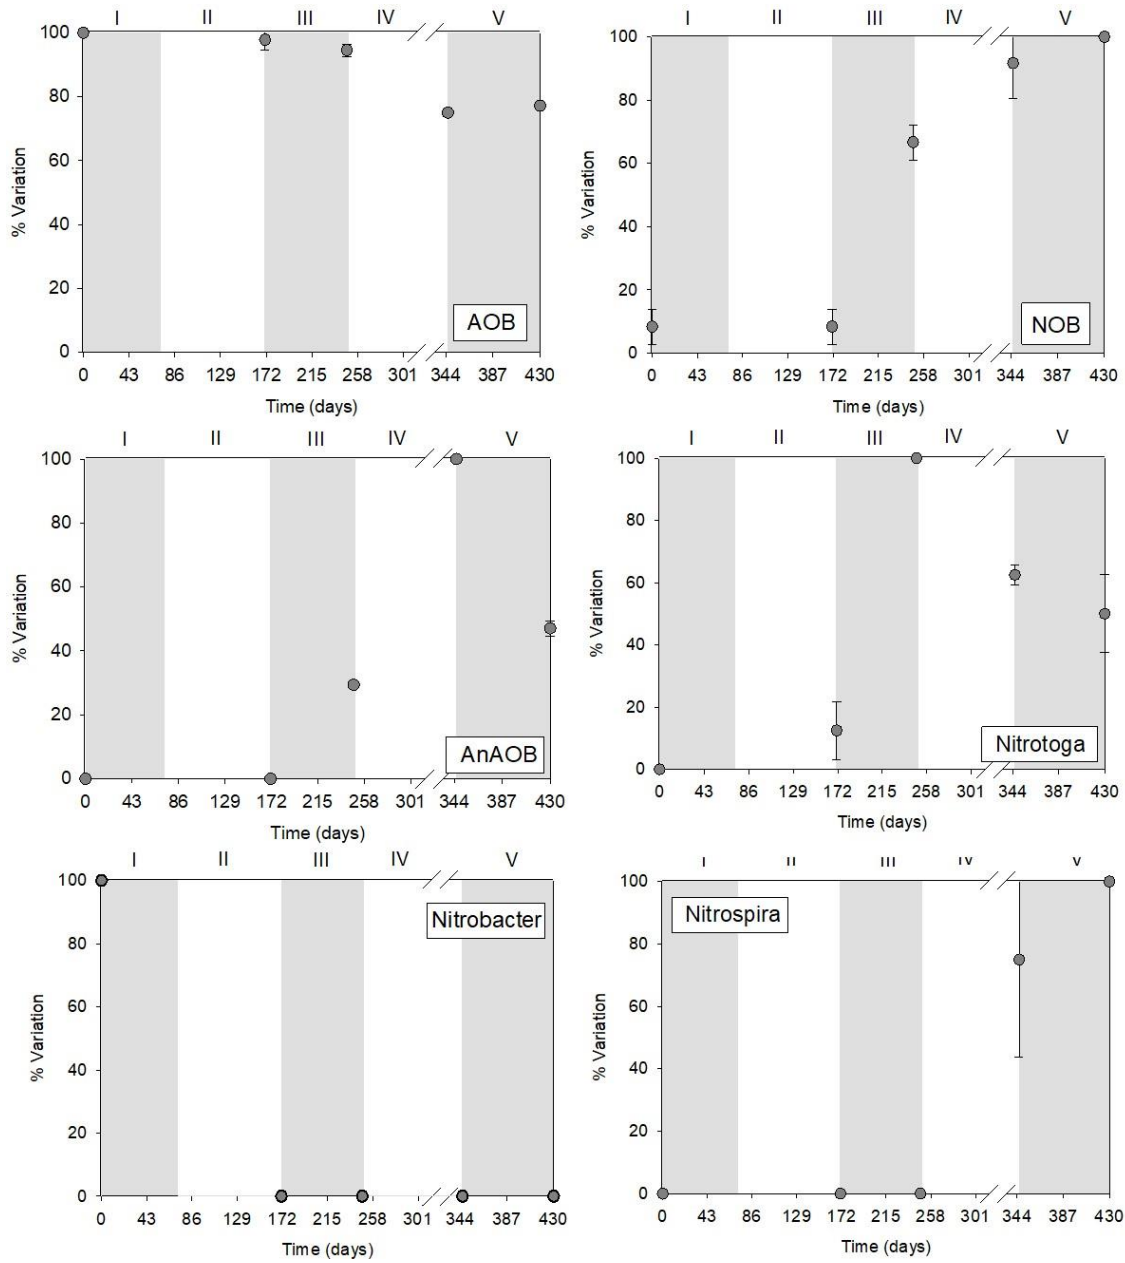 I II III IV V
100
80
60
40
20
0
% Variation
AOB
0 43 86 129 172 215 258 301 344 387 430
Time (days)
I II III IV V
100
80
60
40
20
0
% Variation
NOB
0 43 86 129 172 215 258 301 344 387 430
Time (days)
I II III IV V
100
80
60
40
20
0
% Variation
AnAOB
0 43 86 129 172 215 258 301 344 387 430
Time (days)
I II III IV V
100
80
60
40
20
0
% Variation
Nitrotoga
0 43 86 129 172 215 258 301 344 387 430
Time (days)
I II III IV V
100
80
60
40
20
0
% Variation
Nitrobacter
0 43 86 129 172 215 258 301 344 387 430
Time (days)
I II III IV V
100
80
60
40
20
0
% Variation
Nitrospira
0 43 86 129 172 215 258 301 344 387 430
Time (days)